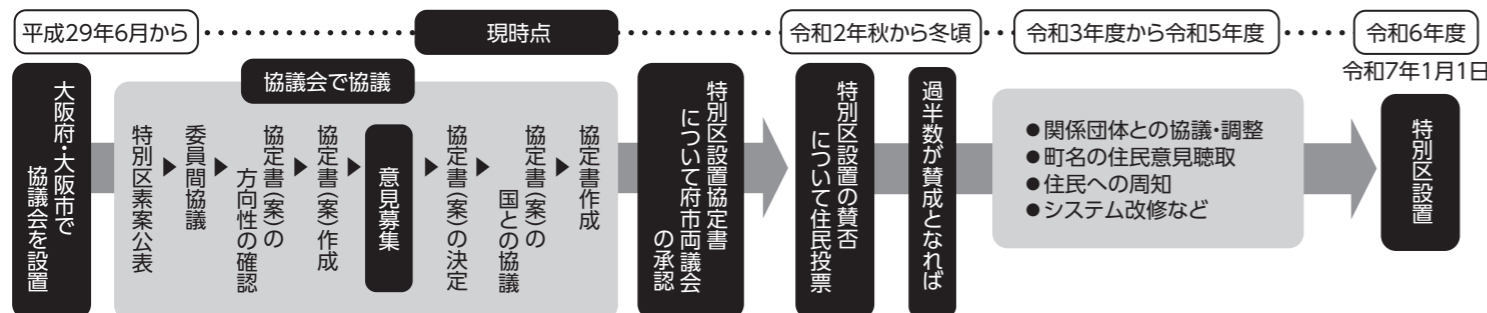 平成29年6月から
現時点
令和2年秋から冬頃
令和3年度から令和5年度
令和6年度
令和7年1月1日
大阪府・大阪市で
協議会を設置
協議会で協議
特別区素案公表
▶
委員間協議
▶
協定書(案)の
方向性の確認
▶
協定書(案)作成
▶
意見募集
▶
協定書(案)の決定
▶
協定書(案)の
国との協議
▶
協定書作成
特別区設置協定書
について府市両議会
の承認
特別区設置の賛否
について住民投票
過半数が賛成となれば
●関係団体との協議・調整
●町名の住民意見聴取
●住民への周知
●システム改修など
特別区設置